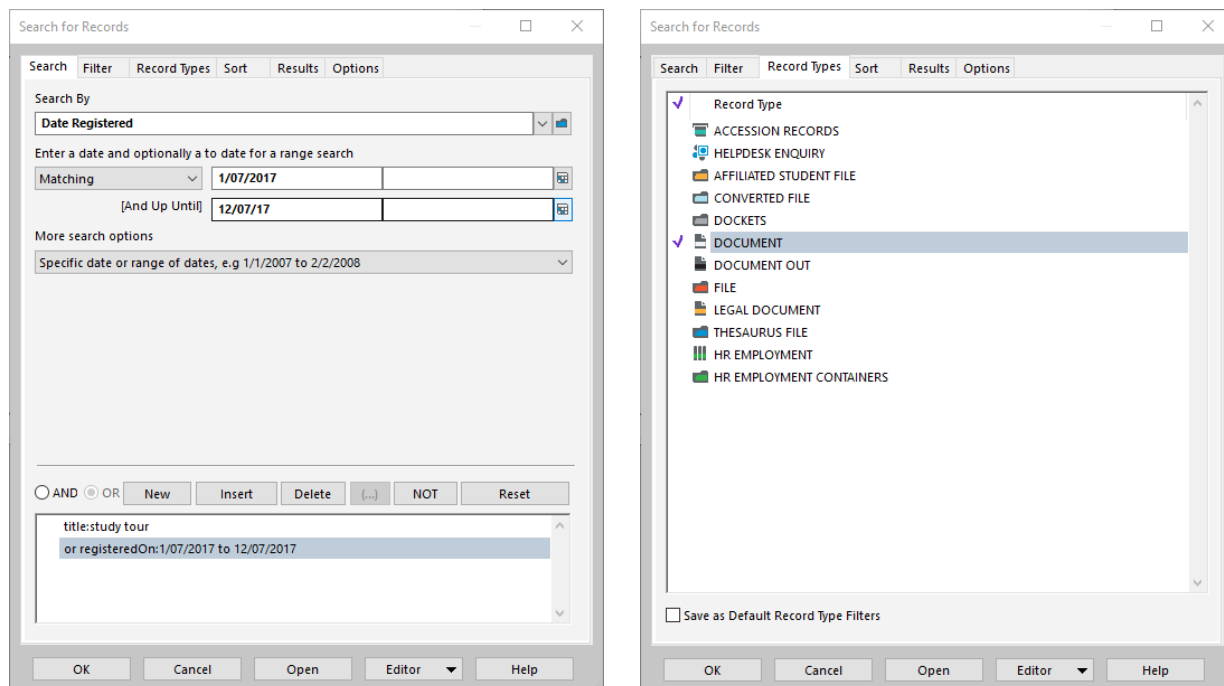 Search for Records
Search Filter Record Types Sort Results Options
Search By
Date Registered
Enter a date and optionally a to date for a range search
Matching 1/07/2017
[And Up Until] 12/07/17
More search options
Specific date or range of dates, e.g 1/1/2007 to 2/2/2008
AND OR New Insert Delete (...) NOT Reset
title:study tour
or registeredOn:1/07/2017 to 12/07/2017
OK Cancel Open Editor Help
Search for Records
Search Filter Record Types Sort Results Options
Record Type
ACCESSION RECORDS
HELPDESK ENQUIRY
AFFILIATED STUDENT FILE
CONVERTED FILE
DOCKETS
DOCUMENT
DOCUMENT OUT
FILE
LEGAL DOCUMENT
THESAURUS FILE
HR EMPLOYMENT
HR EMPLOYMENT CONTAINERS
Save as Default Record Type Filters
OK Cancel Open Editor Help